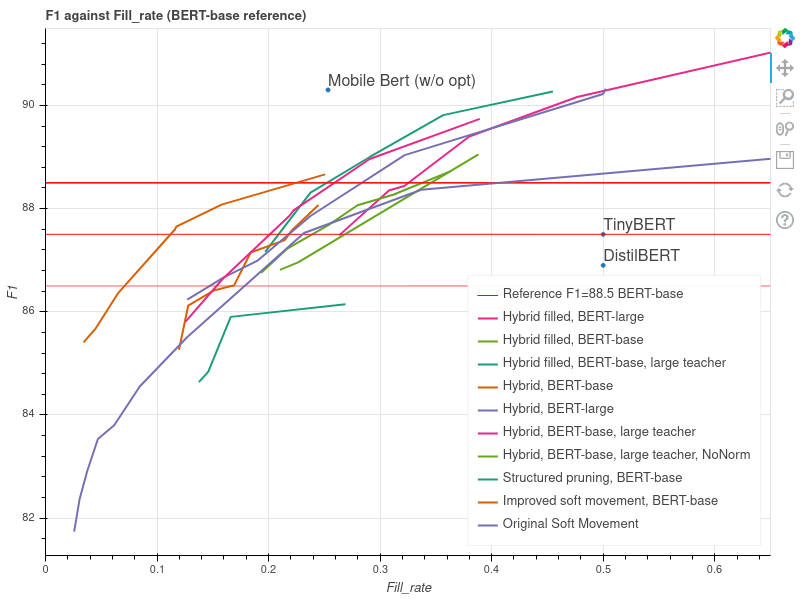 F1 against Fill_rate (BERT-base reference)
Mobile Bert (w/o opt)
90
88
TinyBERT
DistilBERT
F1
86
84
82
Reference F1=88.5 BERT-base
Hybrid filled, BERT-large
Hybrid filled, BERT-base
Hybrid filled, BERT-base, large teacher
Hybrid, BERT-base
Hybrid, BERT-large
Hybrid, BERT-base, large teacher
Hybrid, BERT-base, large teacher, NoNorm
Structured pruning, BERT-base
Improved soft movement, BERT-base
Original Soft Movement
0 0.1 0.2 0.3 0.4 0.5 0.6
Fill_rate